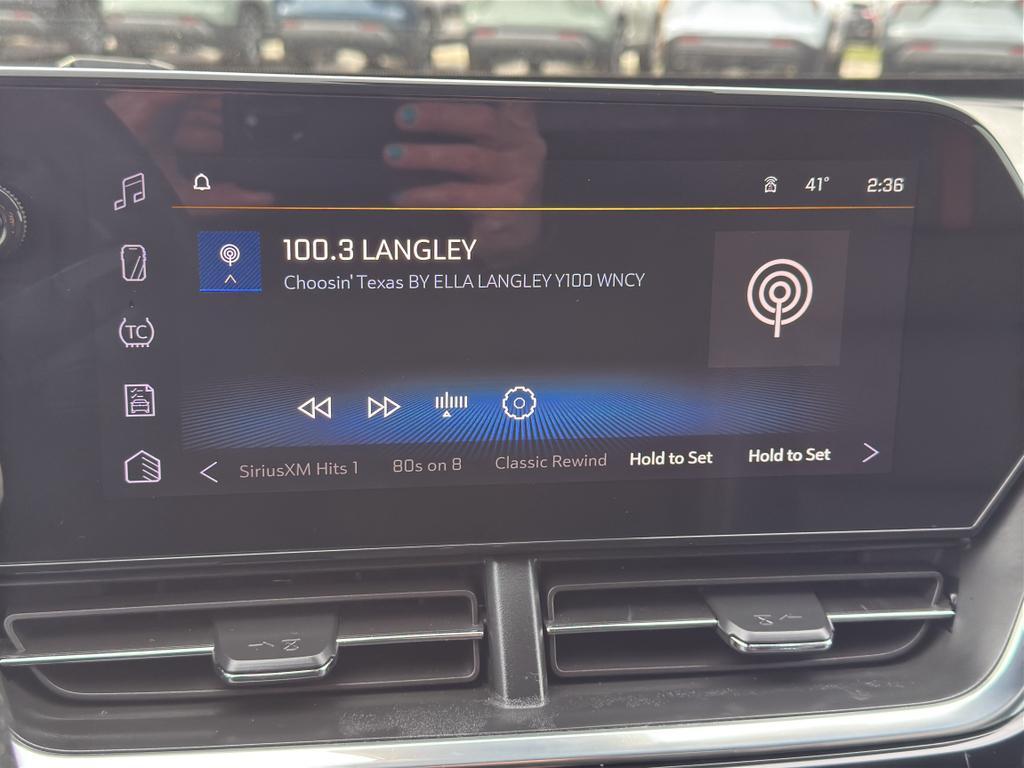 41° 2:36
100.3 LANGLEY
Choosin' Texas BY ELLA LANGLEY Y100 WNCY
TC
SiriusXM Hits 1 80s on 8 Classic Rewind Hold to Set Hold to Set